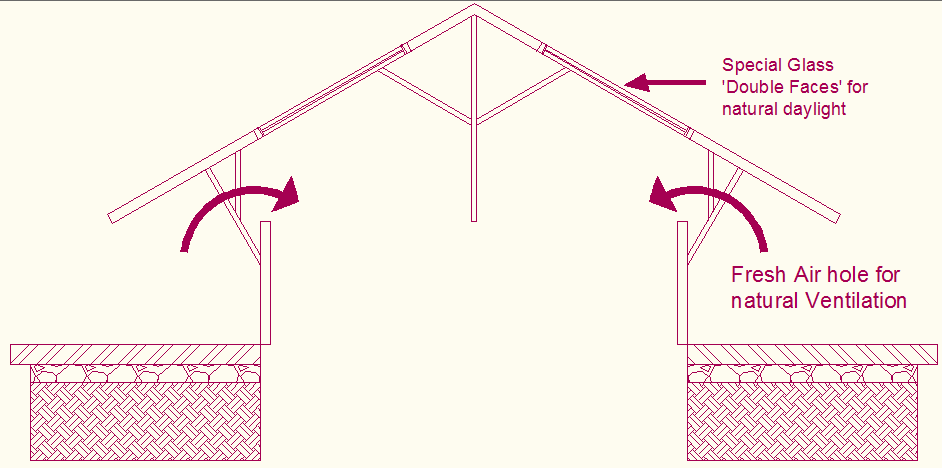 Special Glass
'Double Faces' for
natural daylight
Fresh Air hole for
natural Ventilation